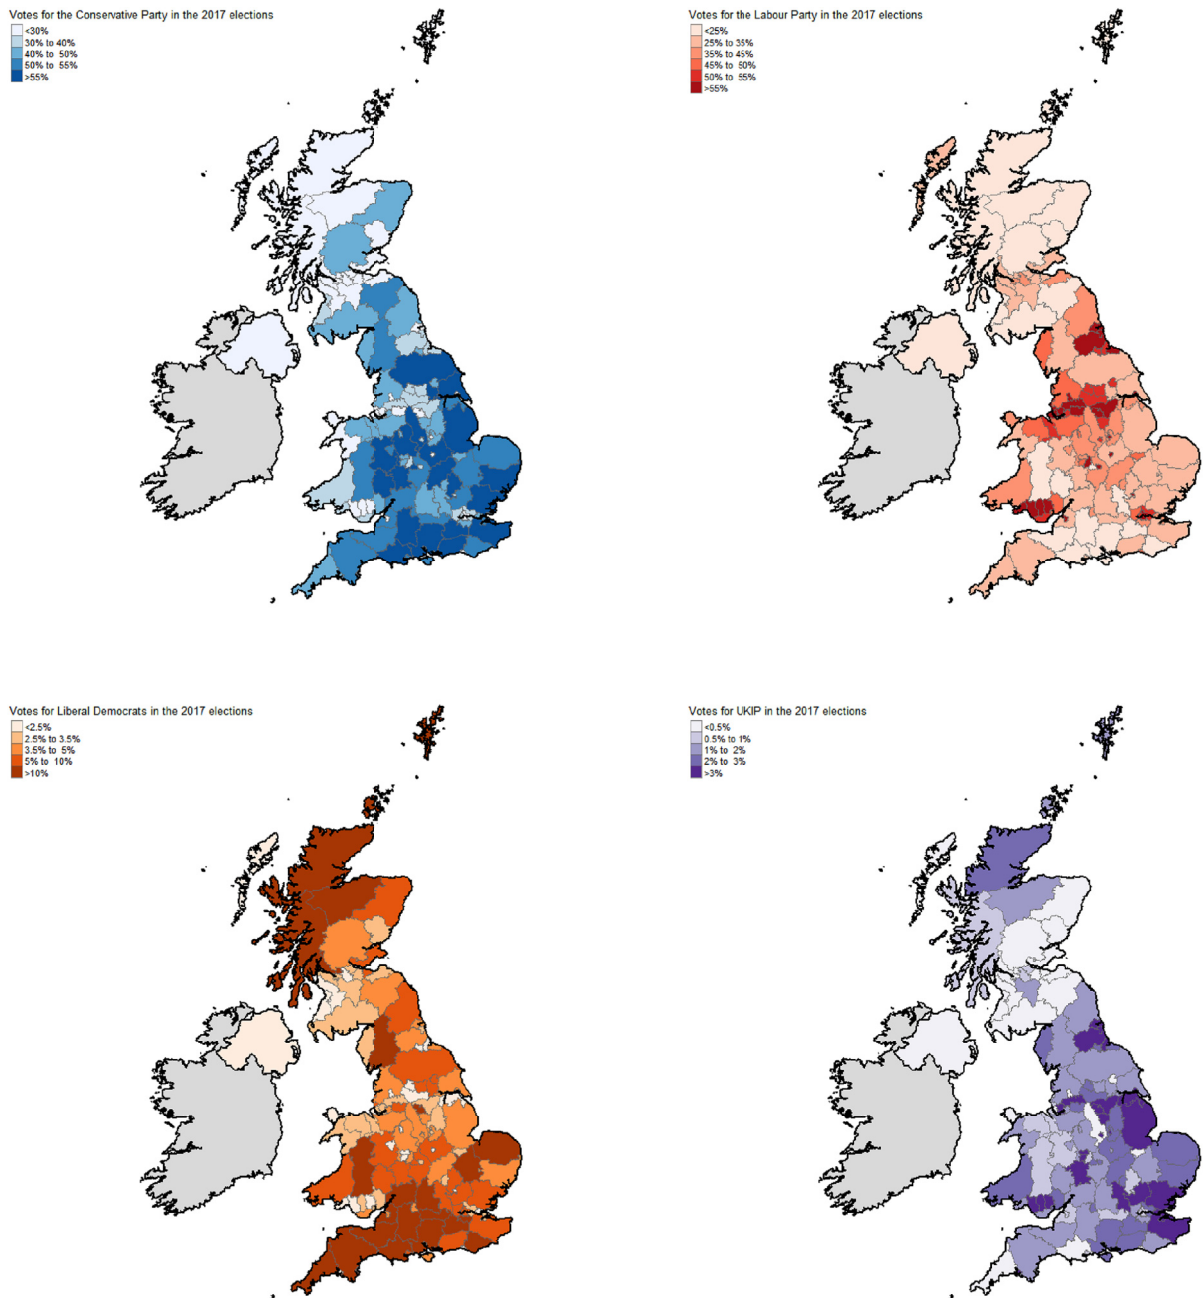 Votes for the Conservative Party in the 2017 elections
<30%
30% to 40%
40% to 50%
50% to 55%
>55%
Votes for the Labour Party in the 2017 elections
<25%
25% to 35%
35% to 45%
45% to 50%
50% to 55%
>55%
Votes for Liberal Democrats in the 2017 elections
<2.5%
2.5% to 3.5%
3.5% to 5%
5% to 10%
>10%
Votes for UKIP in the 2017 elections
<0.5%
0.5% to 1%
1% to 2%
2% to 3%
>3%